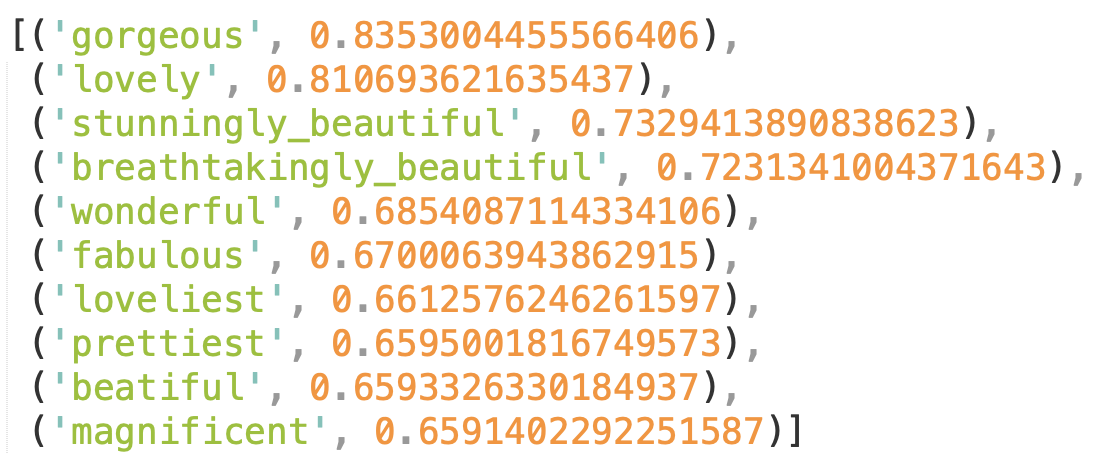 [('gorgeous', 0.8353004455566406),
('lovely', 0.810693621635437),
('stunningly_beautiful', 0.7329413890838623),
('breathtakingly_beautiful', 0.7231341004371643),
('wonderful', 0.6854087114334106),
('fabulous', 0.6700063943862915),
('loveliest', 0.6612576246261597),
('prettiest', 0.6595001816749573),
('beatiful', 0.6593326330184937),
('magnificent', 0.6591402292251587)]